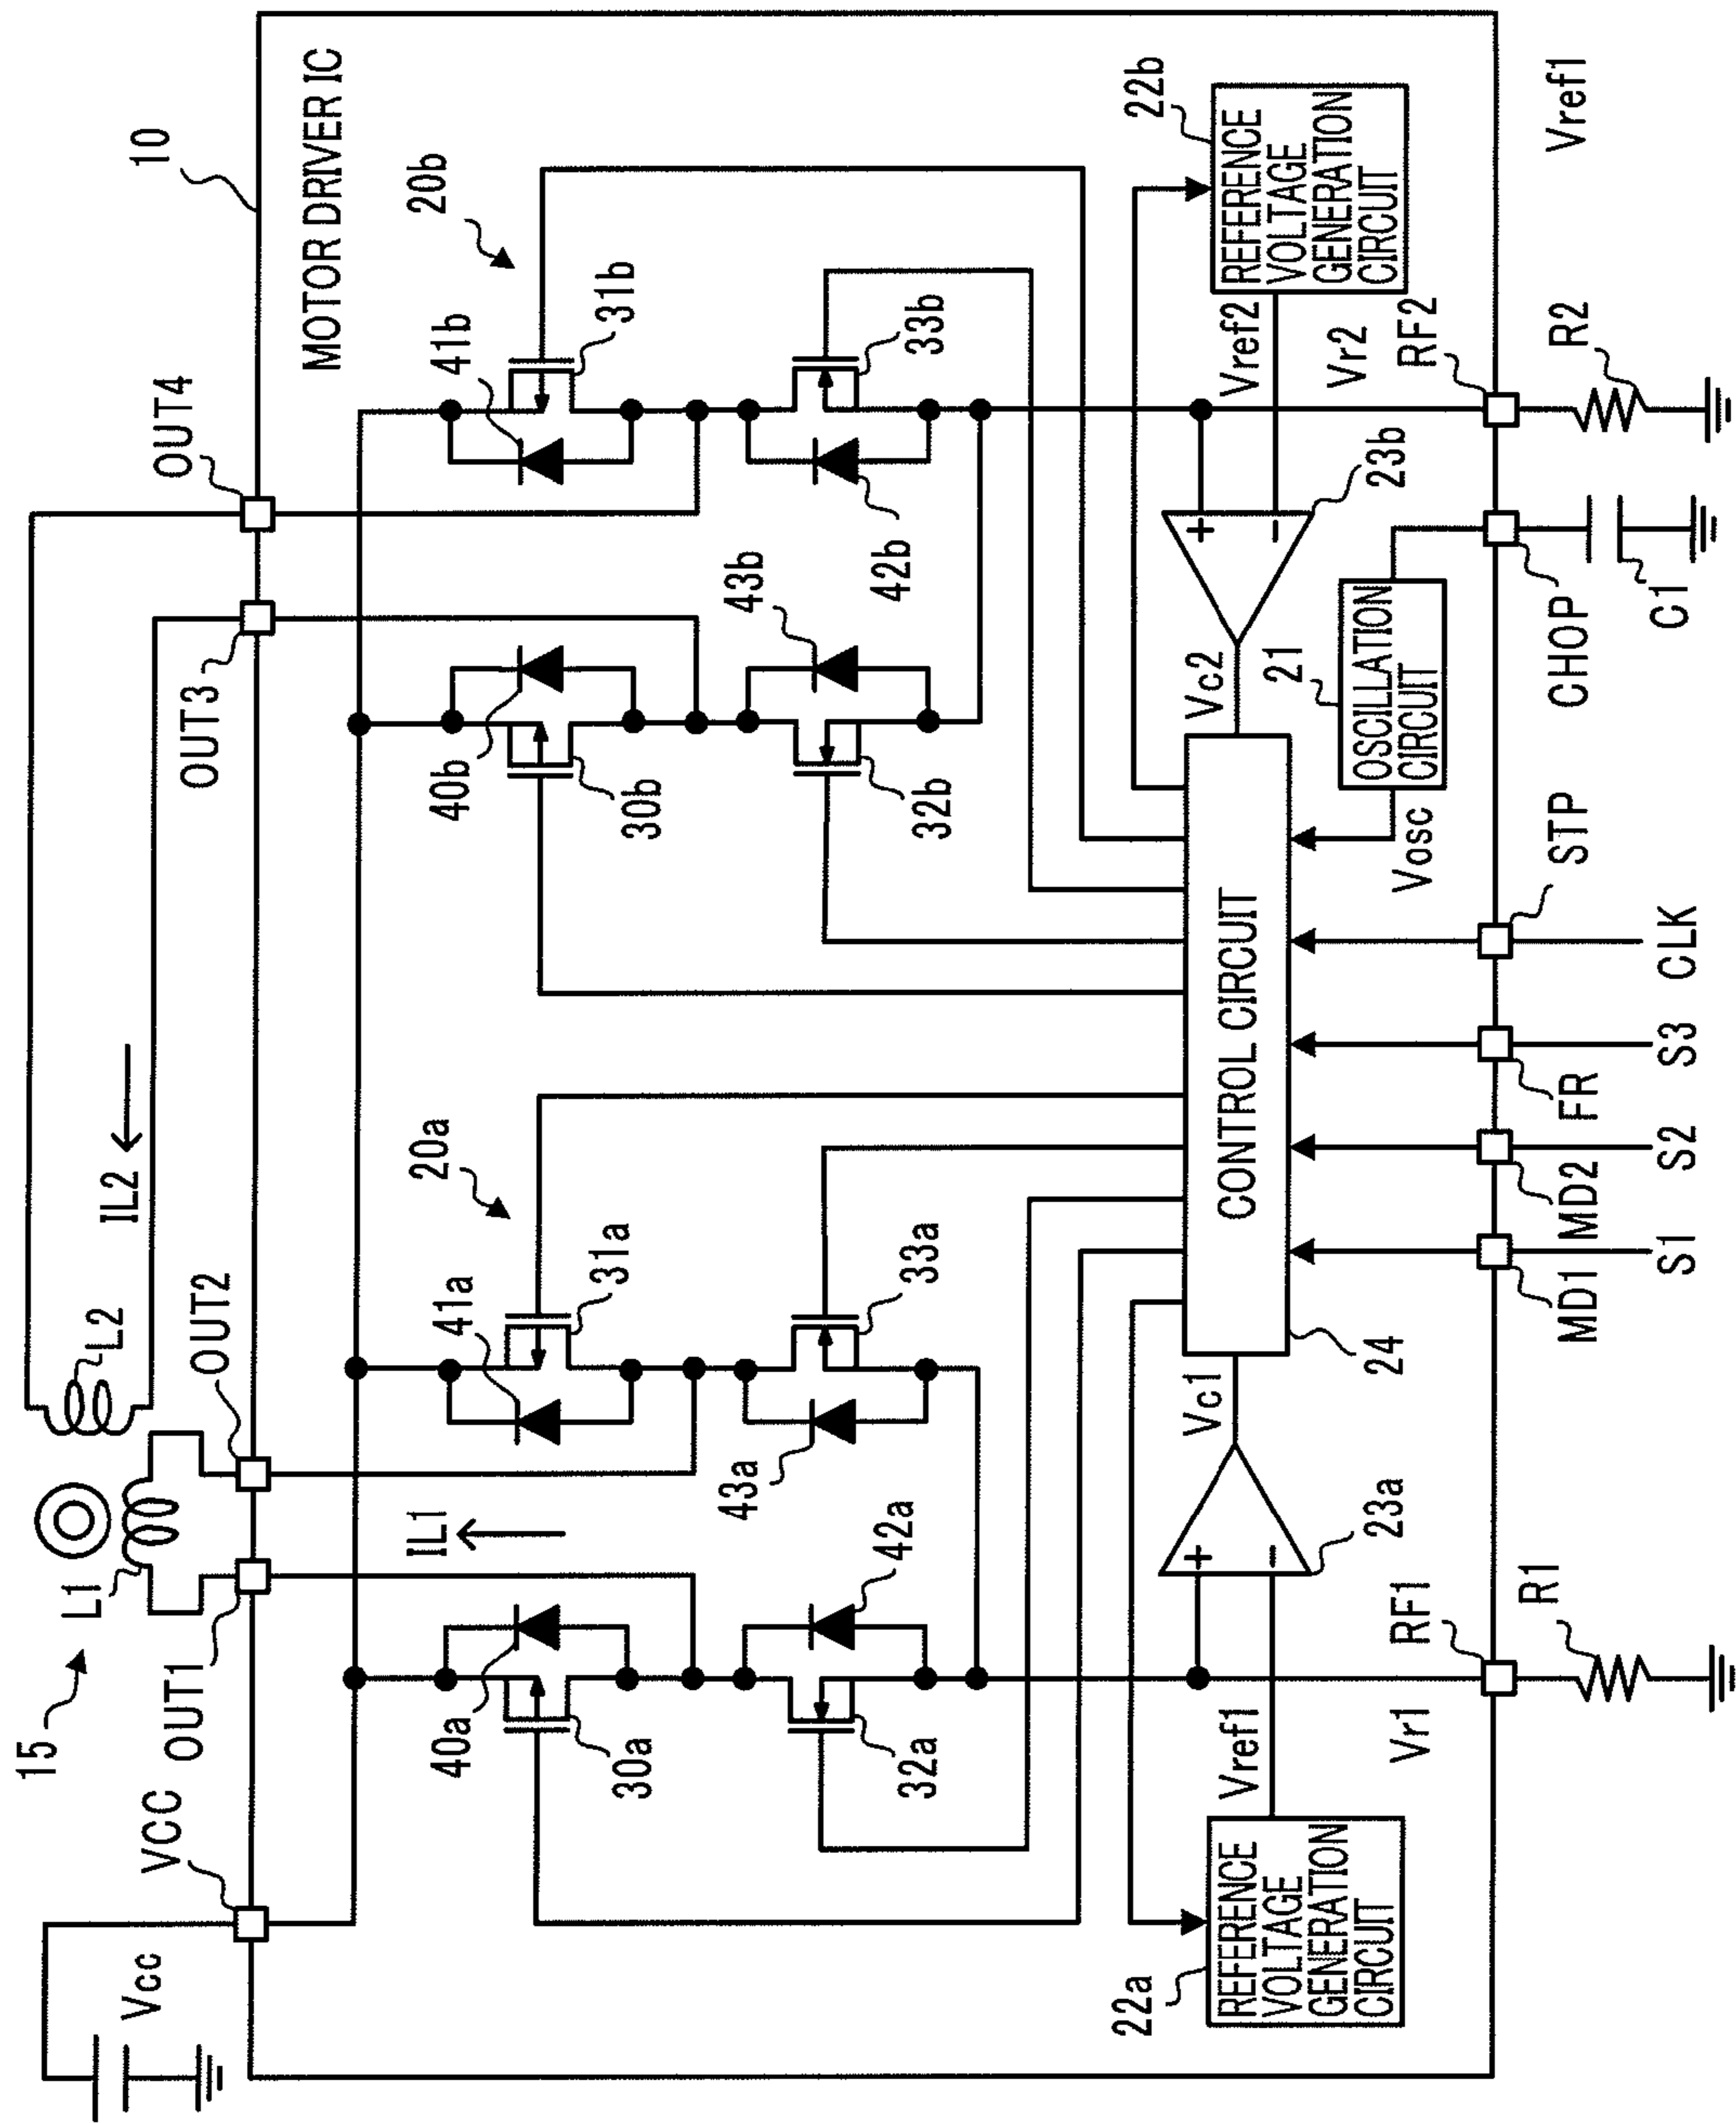 15
L1
L2
IL2
10
Vcc
VCC
OUT1
OUT2
OUT3
OUT4
MOTOR DRIVER IC
IL1
20a
20b
40a
41a
40b
41b
30a
31a
30b
31b
42a
43a
43b
42b
32a
33a
32b
33b
22a
REFERENCE
VOLTAGE
GENERATION
CIRCUIT
Vref1
23a
+
-
Vc1
CONTROL CIRCUIT
24
Vc2
23b
+
-
Vref2
22b
REFERENCE
VOLTAGE
GENERATION
CIRCUIT
21
OSCILLATION
CIRCUIT
Vosc
Vr1
Vr2
RF1
RF2
MD1
MD2
FR
STP
CHOP
R1
S1
S2
S3
CLK
C1
R2
Vref1